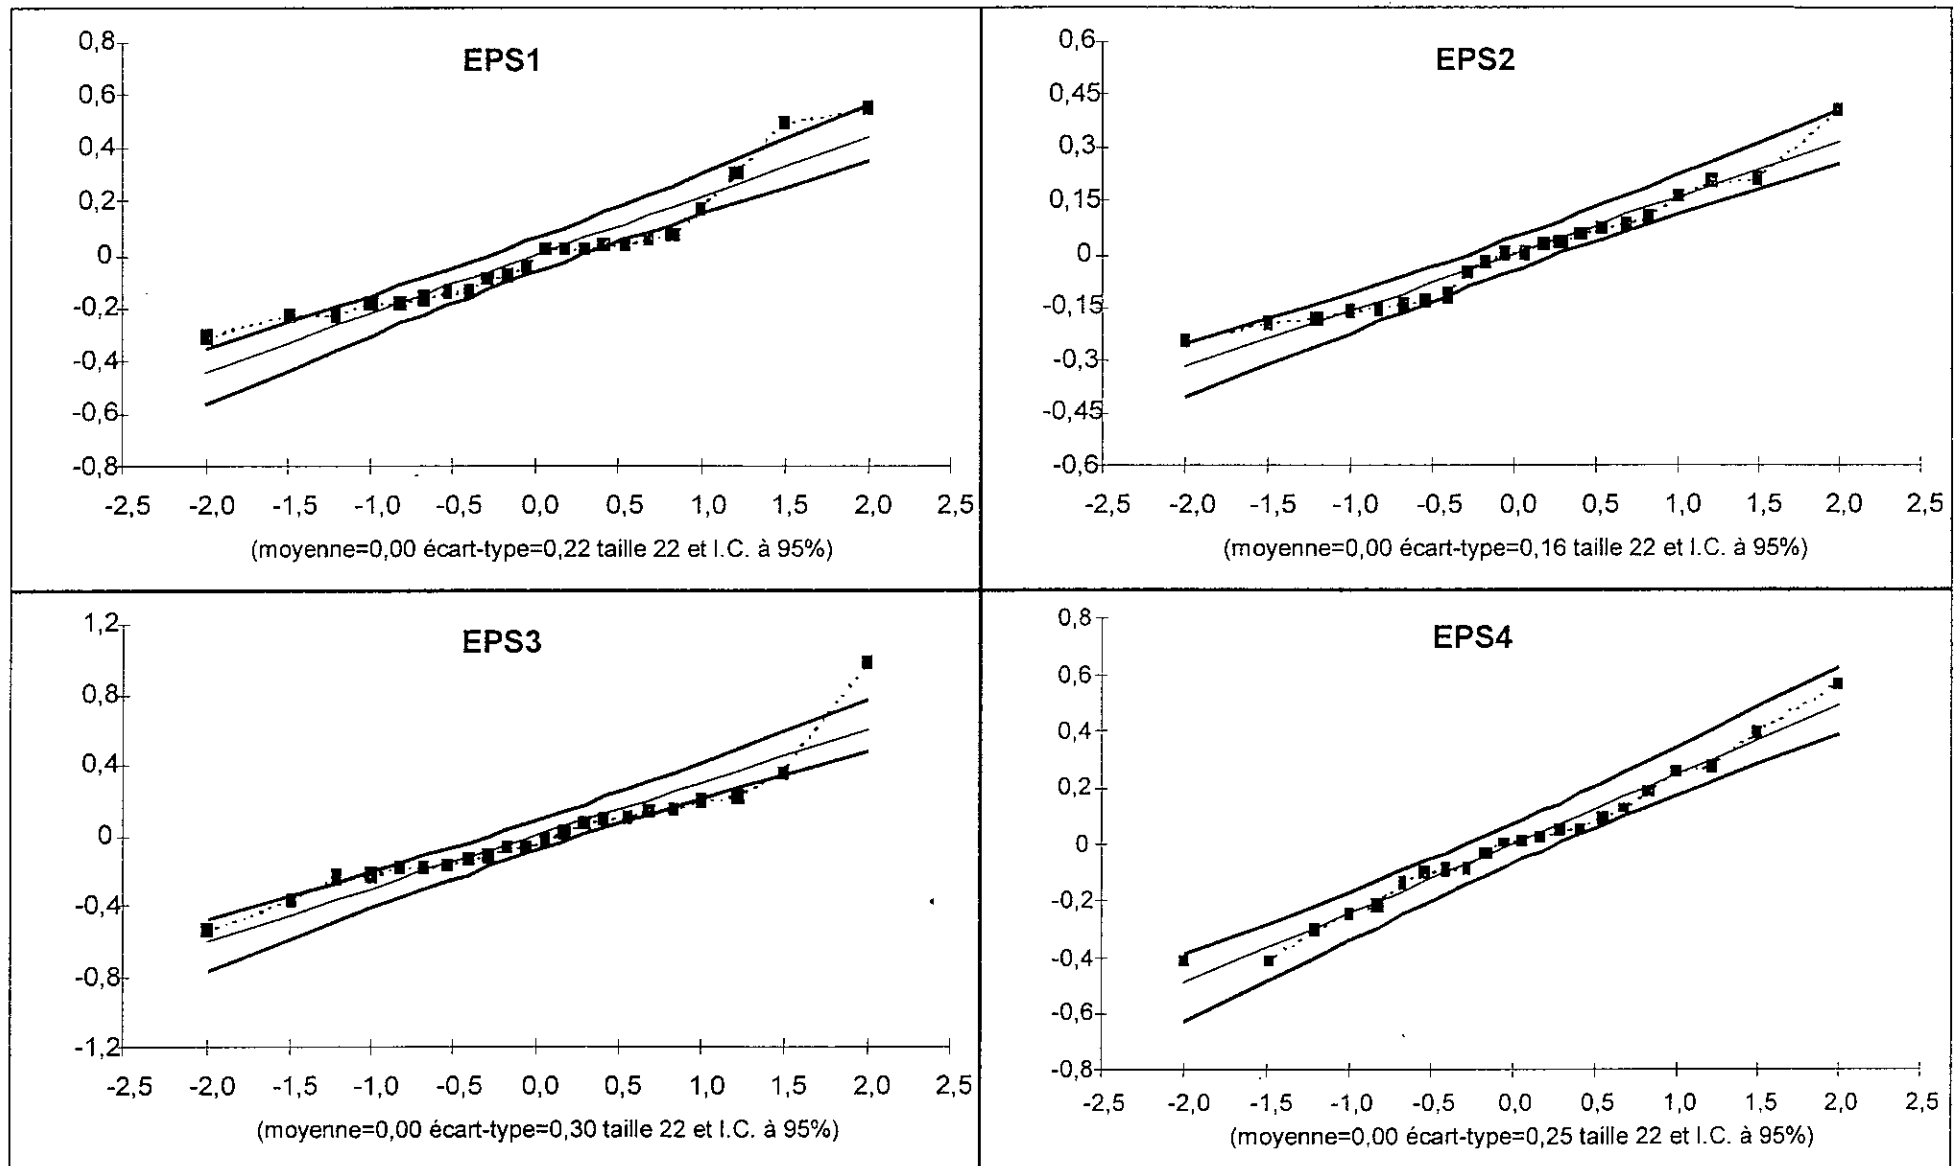 EPS1
0,8
0,6
0,4
0,2
0
-0,2
-0,4
-0,6
-0,8
-2,5 -2,0 -1,5 -1,0 -0,5 0,0 0,5 1,0 1,5 2,0 2,5
(moyenne=0,00 écart-type=0,22 taille 22 et I.C. à 95%)
EPS2
0,6
0,45
0,3
0,15
0
-0,15
-0,3
-0,45
-0,6
-2,5 -2,0 -1,5 -1,0 -0,5 0,0 0,5 1,0 1,5 2,0 2,5
(moyenne=0,00 écart-type=0,16 taille 22 et I.C. à 95%)
EPS3
1,2
0,8
0,4
0
-0,4
-0,8
-1,2
-2,5 -2,0 -1,5 -1,0 -0,5 0,0 0,5 1,0 1,5 2,0 2,5
(moyenne=0,00 écart-type=0,30 taille 22 et I.C. à 95%)
EPS4
0,8
0,6
0,4
0,2
0
-0,2
-0,4
-0,6
-0,8
-2,5 -2,0 -1,5 -1,0 -0,5 0,0 0,5 1,0 1,5 2,0 2,5
(moyenne=0,00 écart-type=0,25 taille 22 et I.C. à 95%)